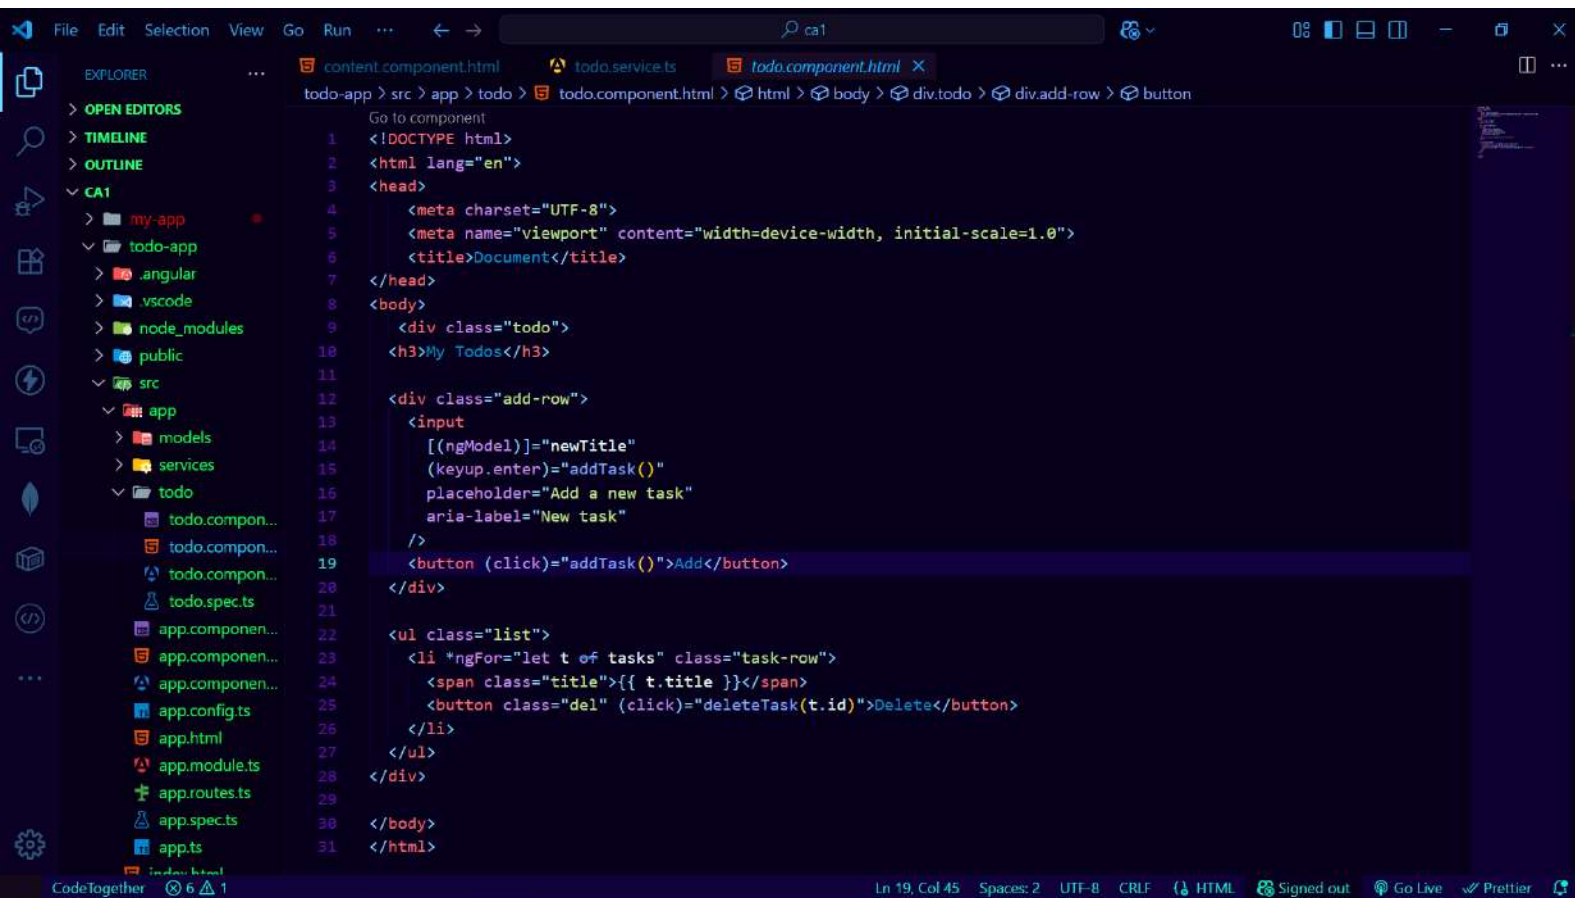 File Edit Selection View Go Run ... ca1
EXPLORER ...
OPEN EDITORS
TIMELINE
OUTLINE
CA1
my-app
todo-app
.angular
.vscode
node_modules
public
src
app
models
services
todo
todo.compon...
todo.compon...
todo.compon...
todo.spec.ts
app.componen...
app.componen...
app.componen...
app.config.ts
app.html
app.module.ts
app.routes.ts
app.spec.ts
app.ts
index.html
content.component.html todo.service.ts todo.component.html
todo-app > src > app > todo > todo.component.html > html > body > div.todo > div.add-row > button
Go to component
1 <!DOCTYPE html>
2 <html lang="en">
3 <head>
4 <meta charset="UTF-8">
5 <meta name="viewport" content="width=device-width, initial-scale=1.0">
6 <title>Document</title>
7 </head>
8 <body>
9 <div class="todo">
10 <h3>My Todos</h3>
11
12 <div class="add-row">
13 <input
14 [(ngModel)]="newTitle"
15 (keyup.enter)="addTask()"
16 placeholder="Add a new task"
17 aria-label="New task"
18 />
19 <button (click)="addTask()">Add</button>
20 </div>
21
22 <ul class="list">
23 <li *ngFor="let t of tasks" class="task-row">
24 <span class="title">{{ t.title }}</span>
25 <button class="del" (click)="deleteTask(t.id)">Delete</button>
26 </li>
27 </ul>
28 </div>
29
30 </body>
31 </html>
CodeTogether 6 1 Ln 19, Col 45 Spaces: 2 UTF-8 CRLF HTML Signed out Go Live Prettier